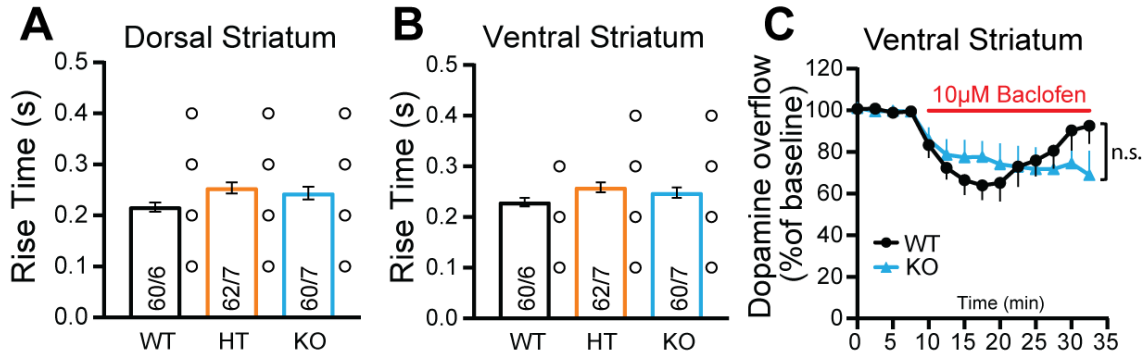 A
Dorsal Striatum
Rise Time (s)
0.5
0.4
0.3
0.2
0.1
0.0
60/6
62/7
60/7
WT
HT
KO
B
Ventral Striatum
Rise Time (s)
0.5
0.4
0.3
0.2
0.1
0.0
60/6
62/7
60/7
WT
HT
KO
C
Ventral Striatum
Dopamine overflow
(%of baseline)
120
100
80
60
40
20
0
10µM Baclofen
n.s.
WT
KO
Time (min)
0 5 10 15 20 25 30 35